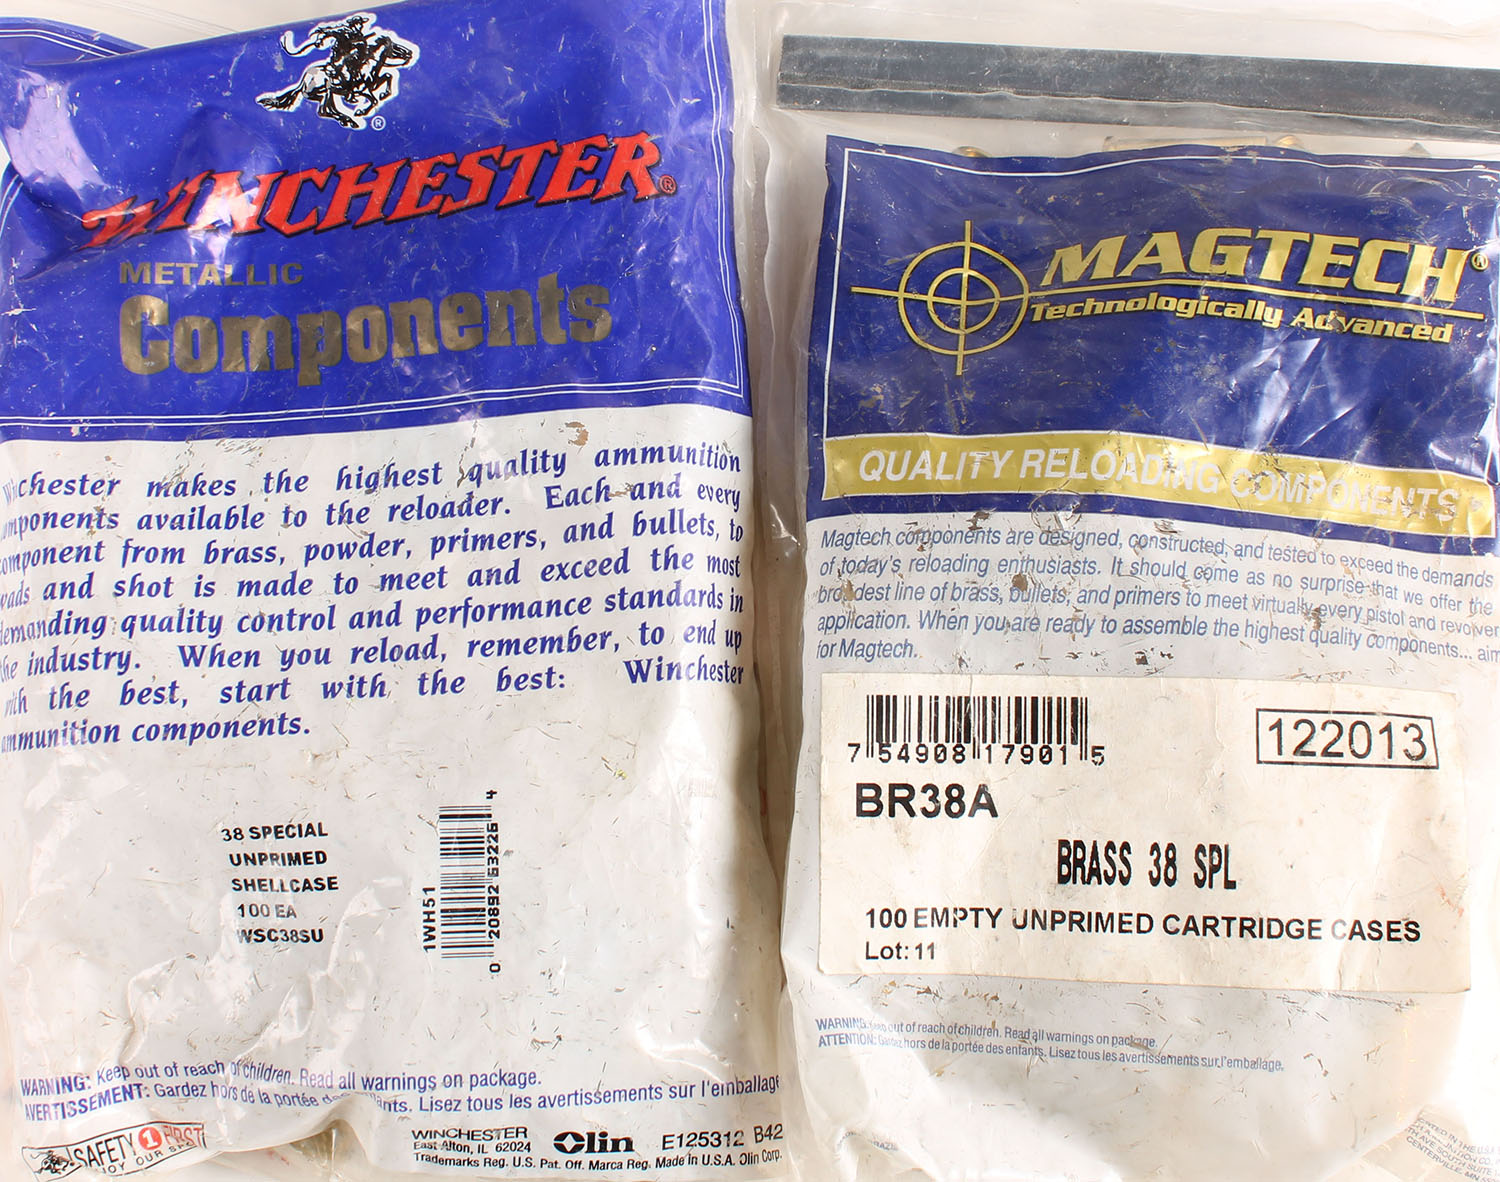 WINCHESTER®
METALLIC
Components
makes the highest quality ammunition
available to the reloader. Each and every
from brass, powder, primers, and bullets, to
and shot is made to meet and exceed the most
quality control and performance standards in
industry. When you reload, remember, to end up
the best, start with the best: Winchester
components.
38 SPECIAL
UNPRIMED
SHELLCASE
100 EA
WSC38SU
1WH51
0 20892 53226 4
WARNING: Keep out of reach of children. Read all warnings on package.
AVERTISSEMENT: Gardez hors de la portée Lisez tous les avertissements sur l'emballage
SAFETY 1 FIRST
OUR
WINCHESTER
East Alton, IL 62024
Olin E125312 B42
Trademarks Reg. U.S. Pat. Off. Marca Reg. Made in U.S.A. Olin Corp.
MAGTECH®
Technologically Advanced
QUALITY RELOADING COMPONENTS
Magtech components are designed, constructed, and tested to exceed the demands
of today's reloading enthusiasts. It should come as no surprise that we offer the
broadest line of brass, bullets, and primers to meet virtually every pistol and revolver
application. When you are ready to assemble the highest quality components... aim
for Magtech.
7 54908 17901 5
122013
BR38A
BRASS 38 SPL
100 EMPTY UNPRIMED CARTRIDGE CASES
Lot: 11
WARNING: out of reach of children. Read all warnings on package.
ATTENTION: Gardez hors de la portée des enfants. Lisez tous les avertissements sur l'emballage.
IN THE U.S.A
AVE SOUTH SUITE
CENTERVILLE, MN